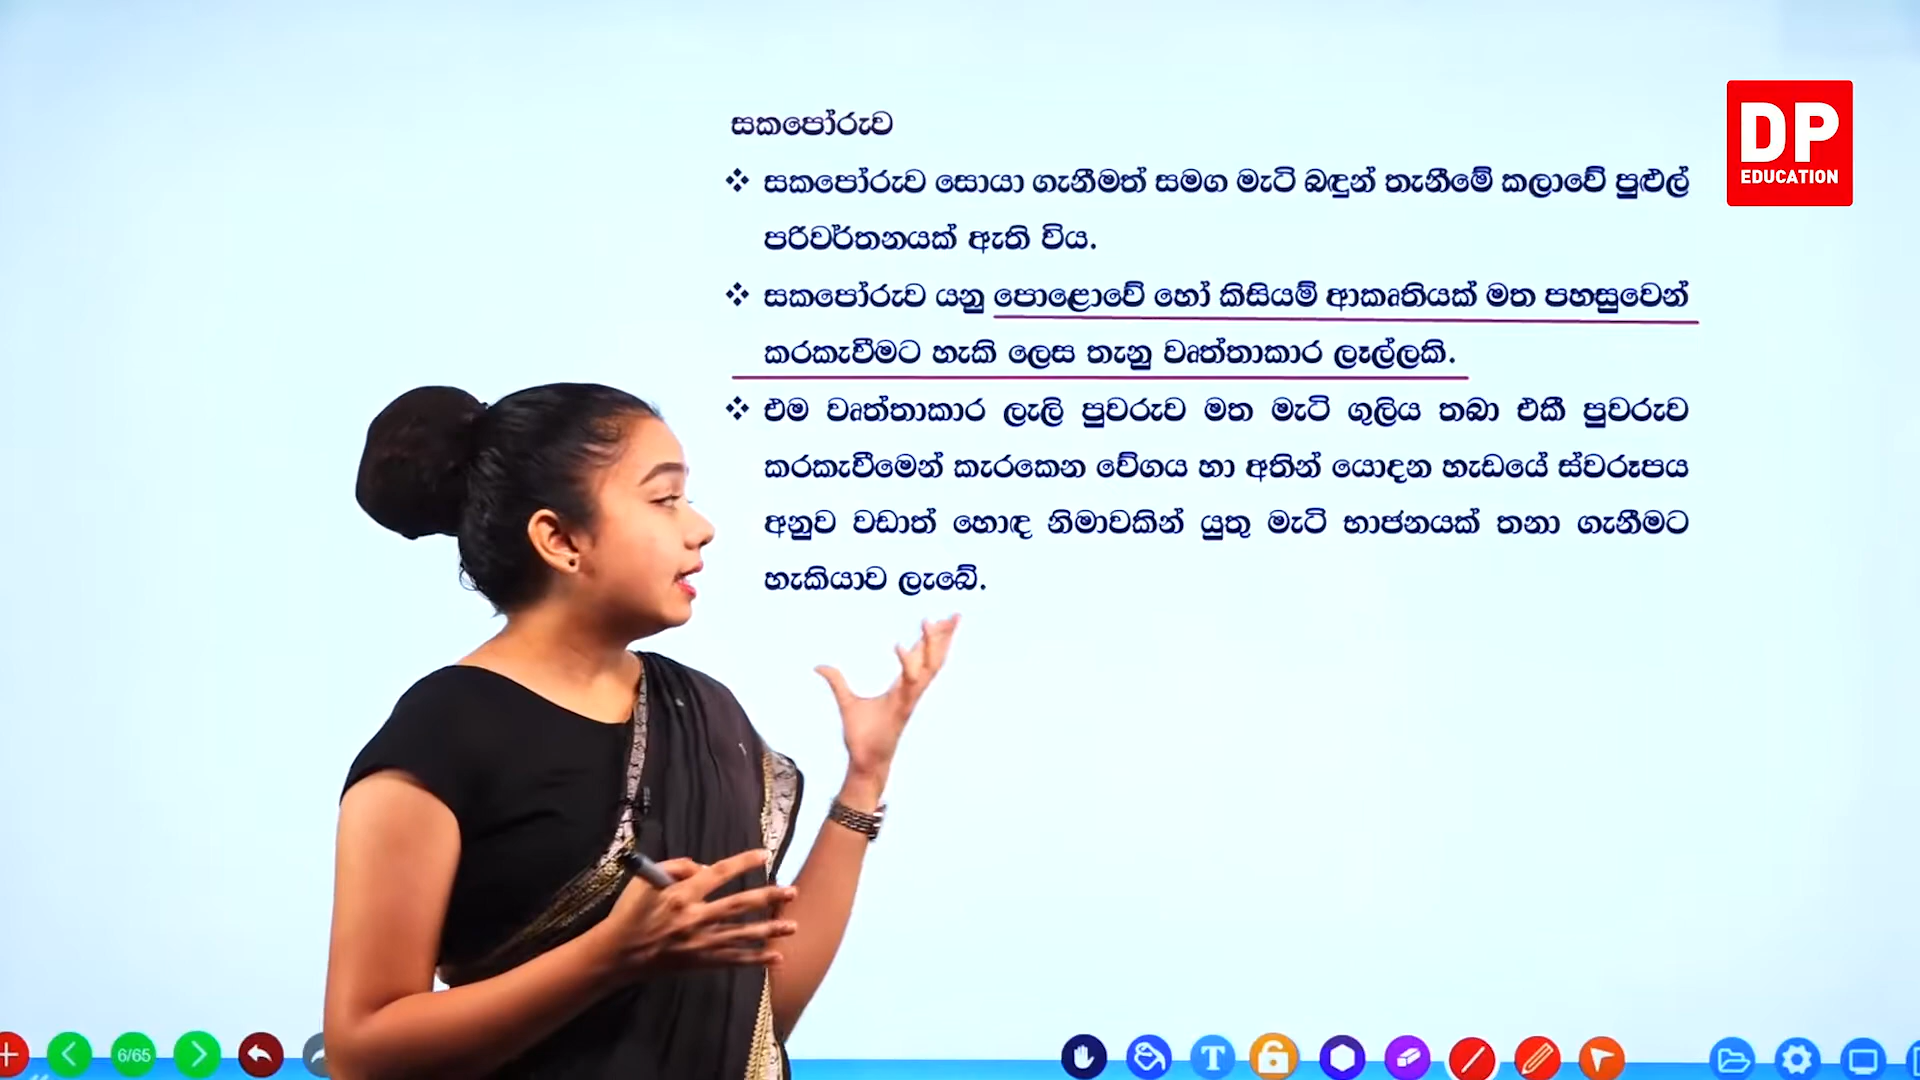 සකපෝරුව
❖ සකපෝරුව සොයා ගැනීමත් සමග මැටි බඳුන් තැනීමේ කලාවේ පුළුල්
පරිවර්තනයක් ඇති විය.
❖ සකපෝරුව යනු පොළොවේ හෝ කිසියම් ආකෘතියක් මත පහසුවෙන්
කරකැවීමට හැකි ලෙස තැනු වෘත්තාකාර ලෑල්ලකි.
❖ එම වෘත්තාකාර ලැලි පුවරුව මත මැටි ගුලිය තබා එකී පුවරුව
කරකැවීමෙන් කැරකෙන වේගය හා අතින් යොදන හැඩයේ ස්වරූපය
අනුව වඩාත් හොඳ නිමාවකින් යුතු මැටි භාජනයක් තනා ගැනීමට
හැකියාව ලැබේ.
DP
EDUCATION
6/65
T